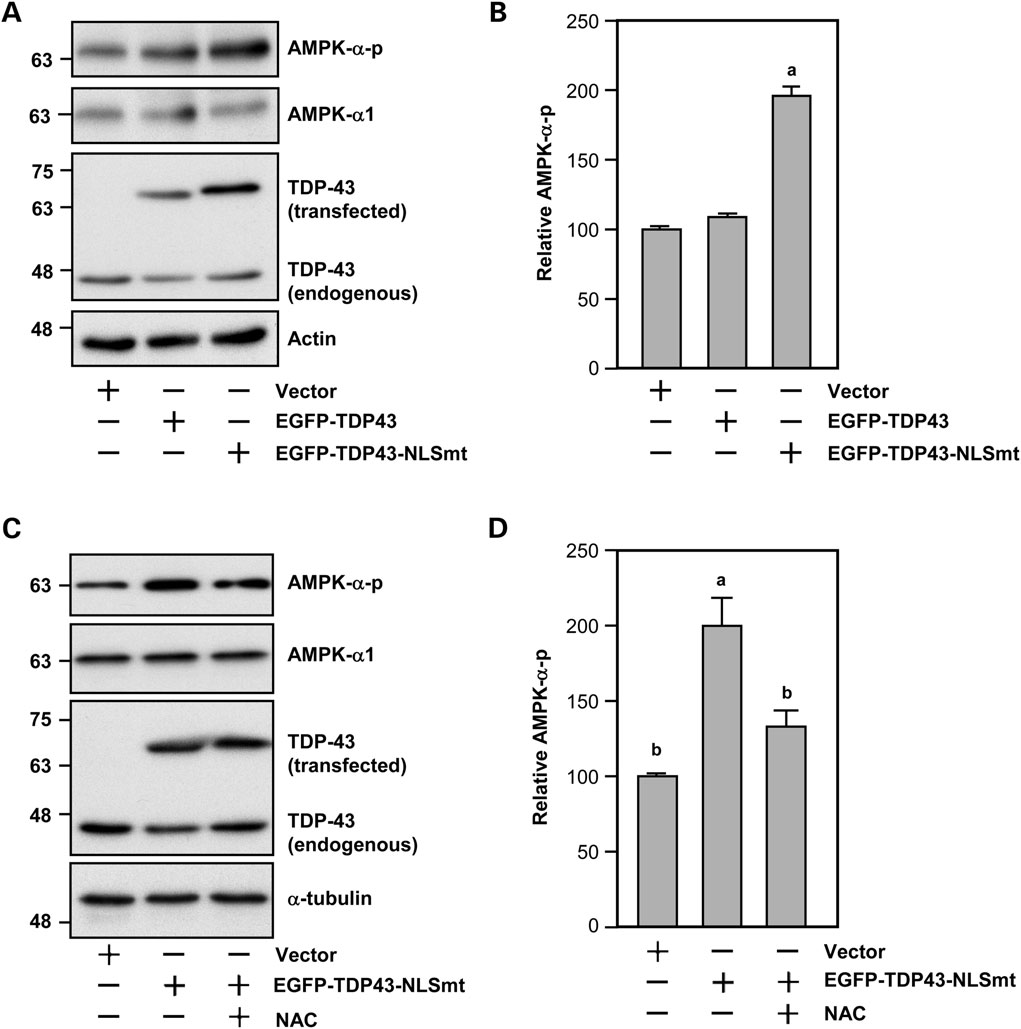 A
63
AMPK-α-p
63
AMPK-α1
75
63
48
TDP-43
(transfected)
TDP-43
(endogenous)
48
Actin
+ − − Vector
− + − EGFP-TDP43
− − + EGFP-TDP43-NLSmt
B
Relative AMPK-α-p
250
200
150
100
50
0
a
+ − − Vector
− + − EGFP-TDP43
− − + EGFP-TDP43-NLSmt
C
63
AMPK-α-p
63
AMPK-α1
75
63
48
TDP-43
(transfected)
TDP-43
(endogenous)
48
α-tubulin
+ − − Vector
− + + EGFP-TDP43-NLSmt
− − + NAC
D
Relative AMPK-α-p
250
200
150
100
50
0
b
a
b
+ − − Vector
− + + EGFP-TDP43-NLSmt
− − + NAC